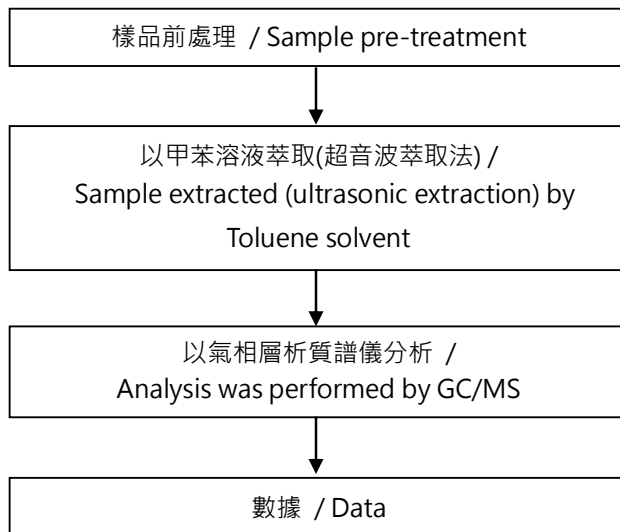 樣品前處理 / Sample pre-treatment
以甲苯溶液萃取(超音波萃取法) /
Sample extracted (ultrasonic extraction) by
Toluene solvent
以氣相層析質譜儀分析 /
Analysis was performed by GC/MS
數據 / Data